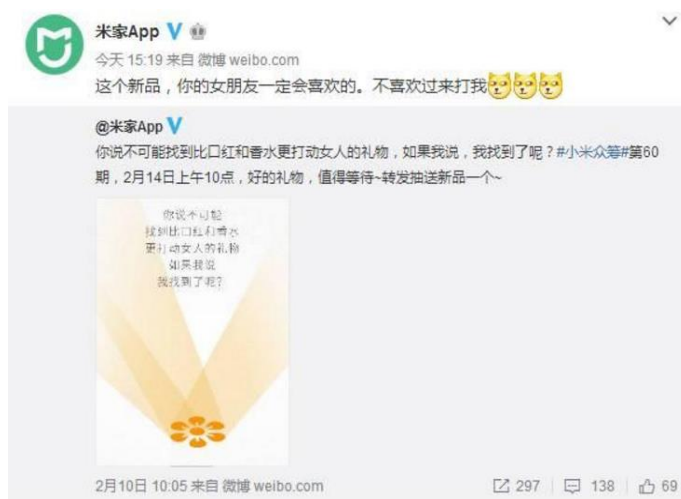 米家App
今天 15:19 来自 微博 weibo.com
这个新品，你的女朋友一定会喜欢的。不喜欢过来打我
@米家App
你说不可能找到比口红和香水更打动女人的礼物，如果我说，我找到了呢？#小米众筹#第60
期，2月14日上午10点，好的礼物，值得等待~转发抽送新品一个~
你说不可能
找到比口红和香水
更打动女人的礼物
如果我说
我找到了呢？
2月10日 10:05 来自 微博 weibo.com
297 138 69